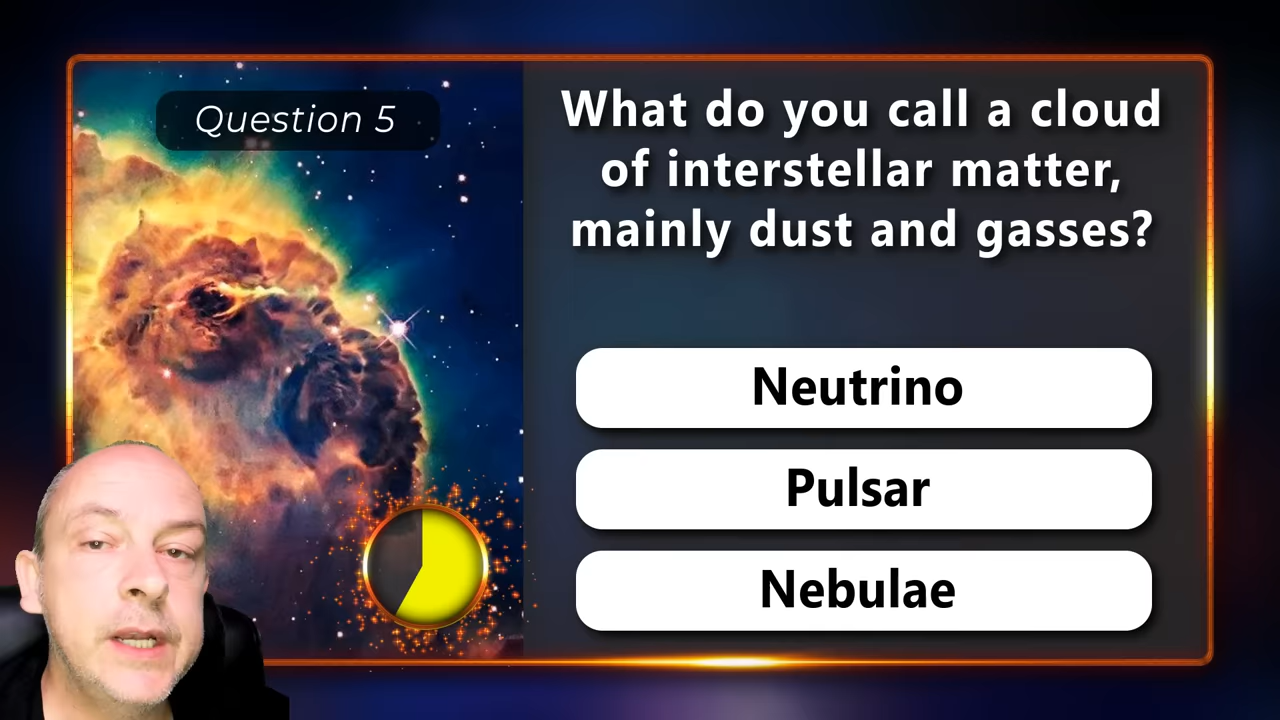 Question 5
What do you call a cloud
of interstellar matter,
mainly dust and gasses?
Neutrino
Pulsar
Nebulae